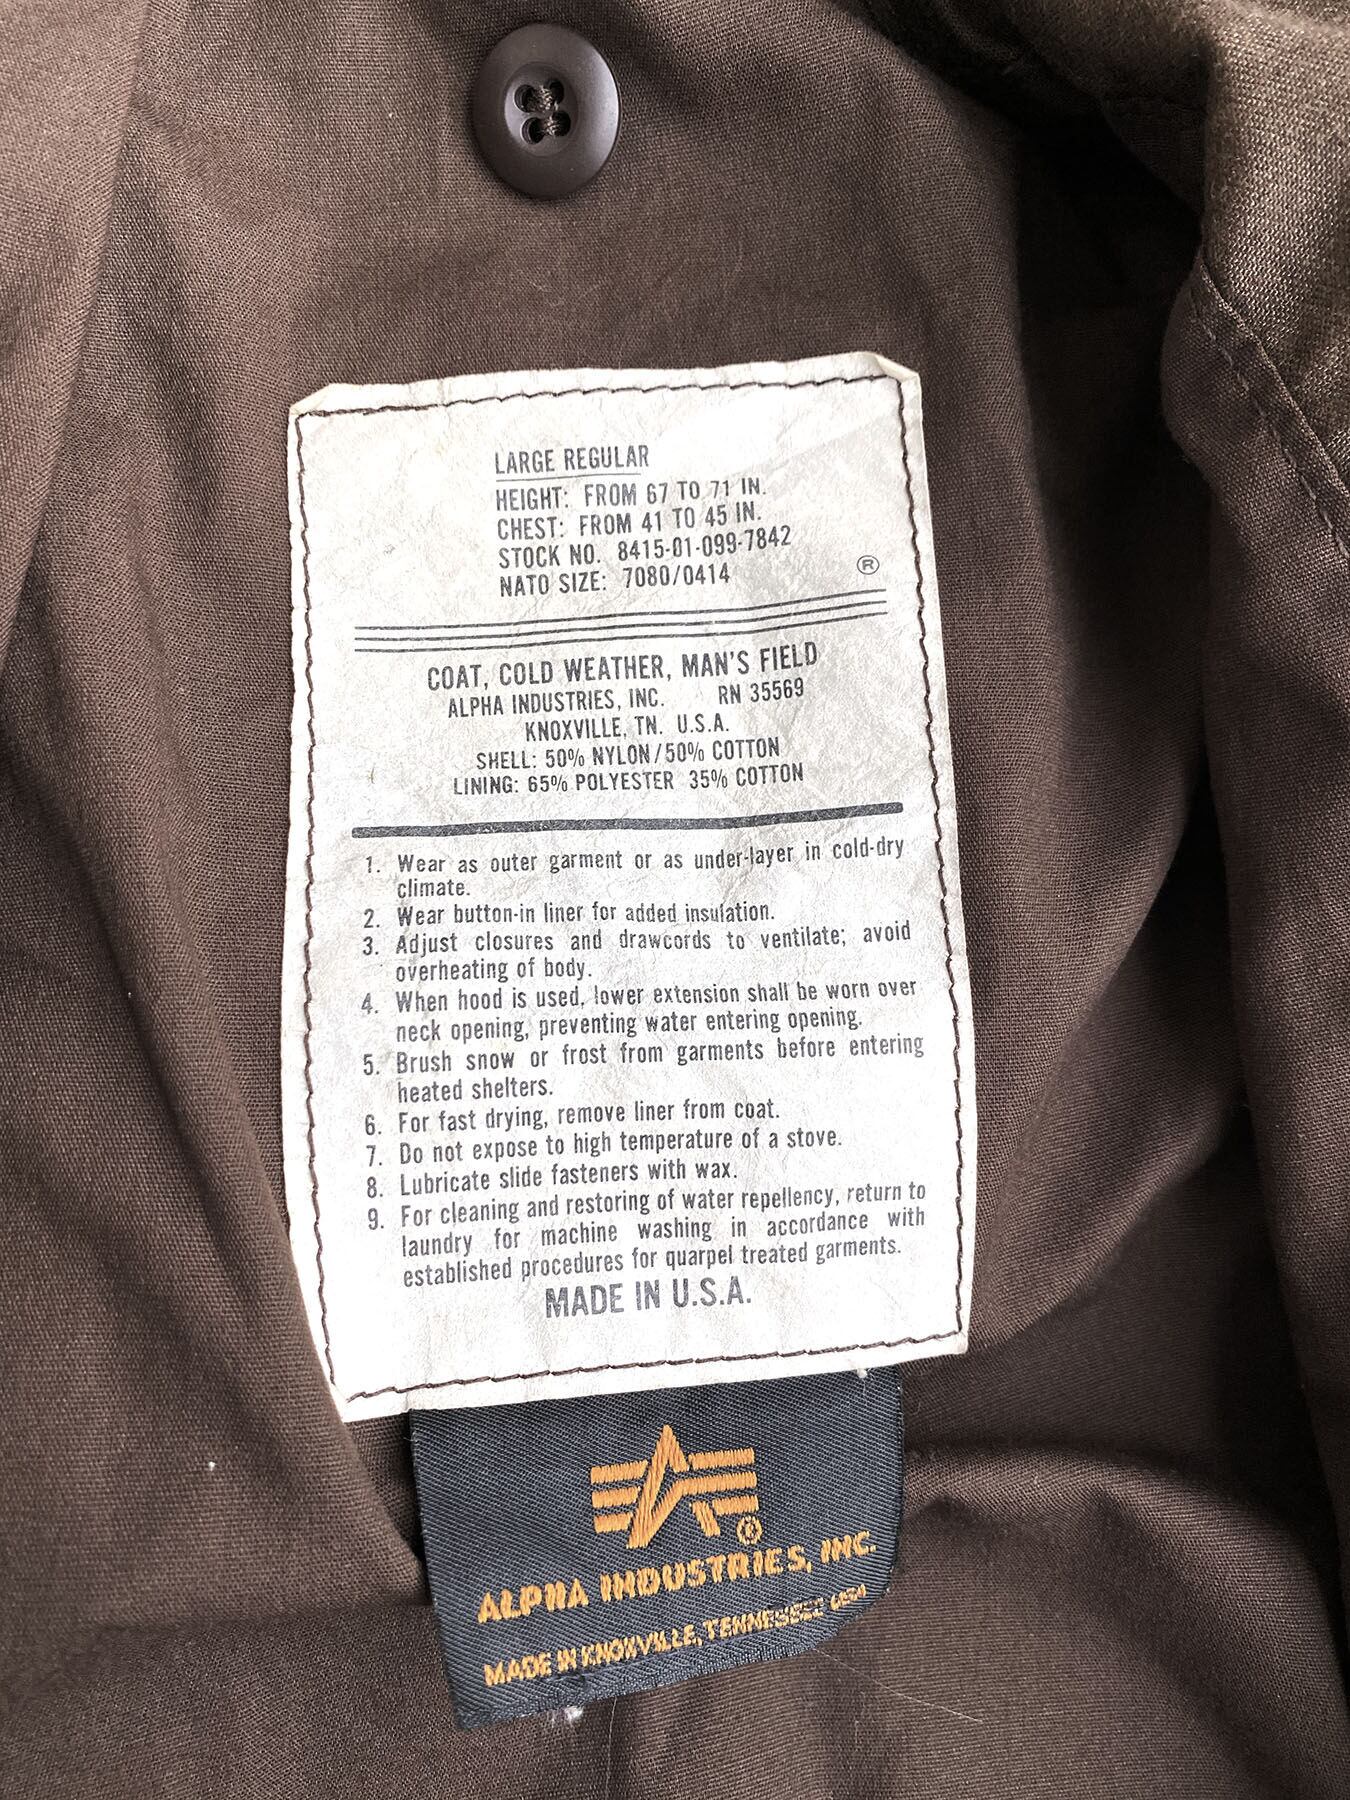 LARGE REGULAR
HEIGHT: FROM 67 TO 71 IN.
CHEST: FROM 41 TO 45 IN.
STOCK NO. 8415-01-099-7842
NATO SIZE: 7080/0414
®
COAT, COLD WEATHER, MAN'S FIELD
ALPHA INDUSTRIES, INC. RN 35569
KNOXVILLE, TN. U.S.A.
SHELL: 50% NYLON/50% COTTON
LINING: 65% POLYESTER 35% COTTON
1. Wear as outer garment or as under-layer in cold-dry
climate.
2. Wear button-in liner for added insulation.
3. Adjust closures and drawcords to ventilate; avoid
overheating of body.
4. When hood is used, lower extension shall be worn over
neck opening, preventing water entering opening.
5. Brush snow or frost from garments before entering
heated shelters.
6. For fast drying, remove liner from coat.
7. Do not expose to high temperature of a stove.
8. Lubricate slide fasteners with wax.
9. For cleaning and restoring of water repellency, return to
laundry for machine washing in accordance with
established procedures for quarpel treated garments.
MADE IN U.S.A.
®
ALPHA INDUSTRIES, INC.
MADE IN KNOXVILLE, TENNESSEE USA